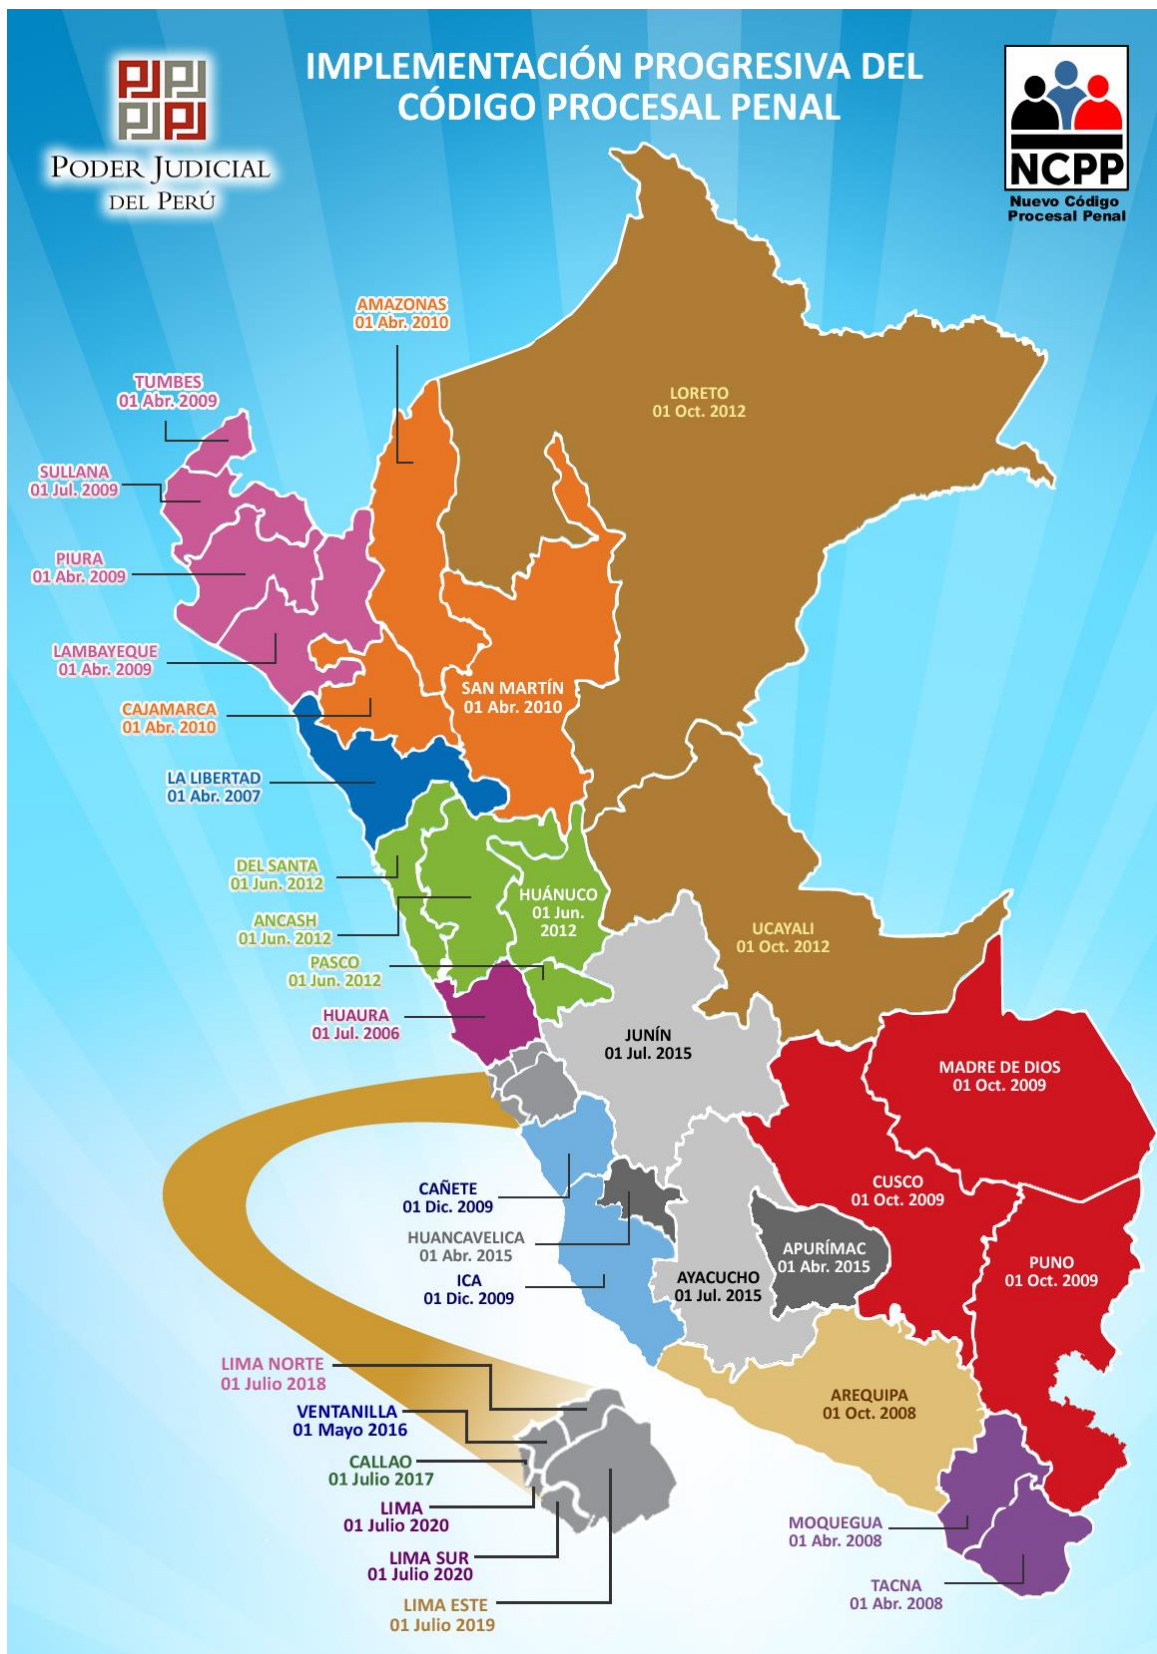 IMPLEMENTACIÓN PROGRESIVA DEL
CÓDIGO PROCESAL PENAL
PJPJ
PJPJ
PODER JUDICIAL
DEL PERÚ
NCPP
Nuevo Código
Procesal Penal
AMAZONAS
01 Abr. 2010
TUMBES
01 Abr. 2009
LORETO
01 Oct. 2012
SULLANA
01 Jul. 2009
PIURA
01 Abr. 2009
LAMBAYEQUE
01 Abr. 2009
SAN MARTÍN
01 Abr. 2010
CAJAMARCA
01 Abr. 2010
LA LIBERTAD
01 Abr. 2007
DEL SANTA
01 Jun. 2012
HUÁNUCO
01 Jun.
2012
ANCASH
01 Jun. 2012
UCAYALI
01 Oct. 2012
PASCO
01 Jun. 2012
HUAURA
01 Jul. 2006
JUNÍN
01 Jul. 2015
MADRE DE DIOS
01 Oct. 2009
CAÑETE
01 Dic. 2009
CUSCO
01 Oct. 2009
HUANCAVELICA
01 Abr. 2015
APURÍMAC
01 Abr. 2015
PUNO
01 Oct. 2009
ICA
01 Dic. 2009
AYACUCHO
01 Jul. 2015
LIMA NORTE
01 Julio 2018
AREQUIPA
01 Oct. 2008
VENTANILLA
01 Mayo 2016
CALLAO
01 Julio 2017
LIMA
01 Julio 2020
MOQUEGUA
01 Abr. 2008
LIMA SUR
01 Julio 2020
TACNA
01 Abr. 2008
LIMA ESTE
01 Julio 2019